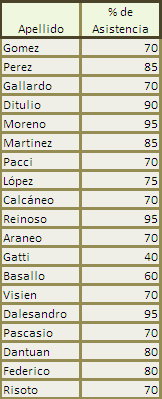 Apellido % de Asistencia
Gomez 70
Perez 85
Gallardo 70
Ditulio 90
Moreno 95
Martinez 85
Pacci 70
López 75
Calcáneo 70
Reinoso 95
Araneo 70
Gatti 40
Basallo 60
Visien 70
Dalesandro 95
Pascasio 70
Dantuan 80
Federico 80
Risoto 70